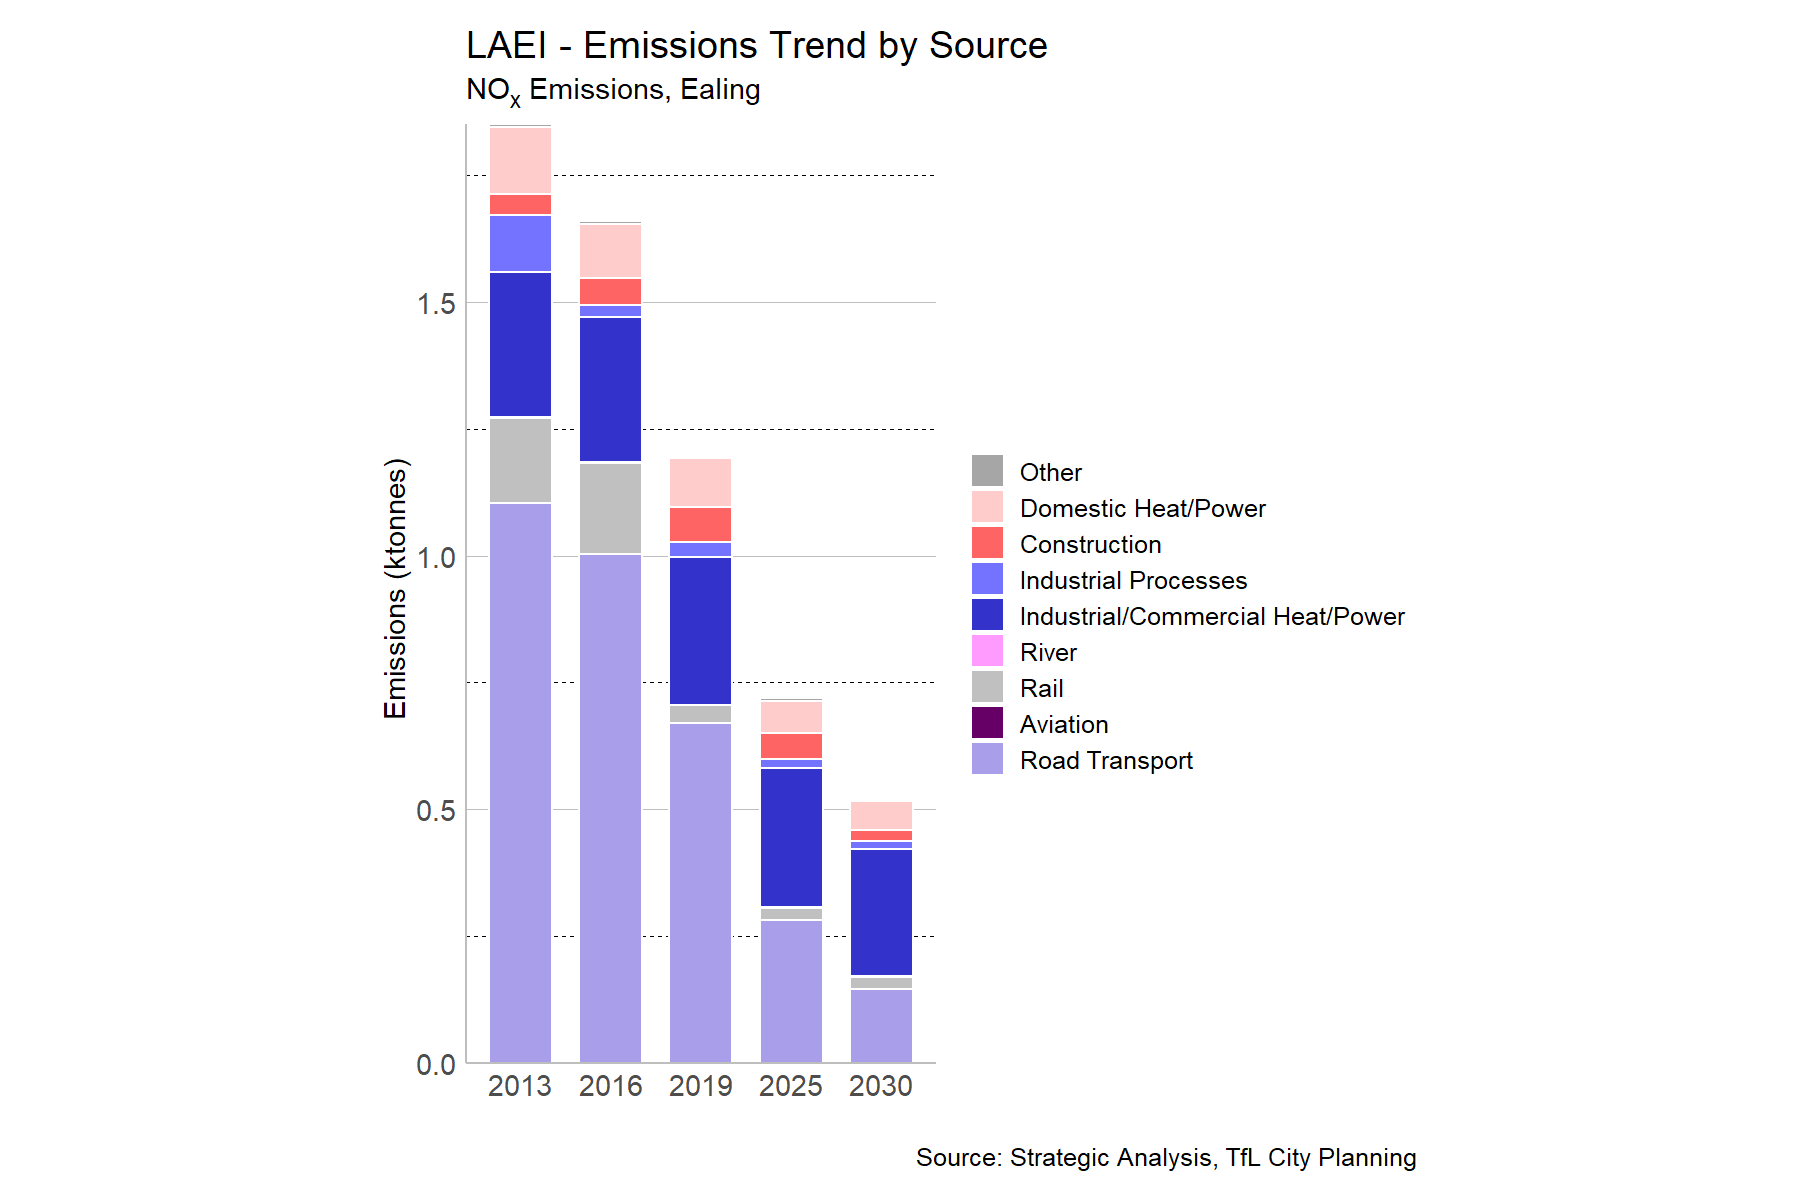 LAEI - Emissions Trend by Source
NOx Emissions, Ealing
Emissions (ktonnes)
1.5
1.0
0.5
0.0
2013 2016 2019 2025 2030
Other
Domestic Heat/Power
Construction
Industrial Processes
Industrial/Commercial Heat/Power
River
Rail
Aviation
Road Transport
Source: Strategic Analysis, TfL City Planning